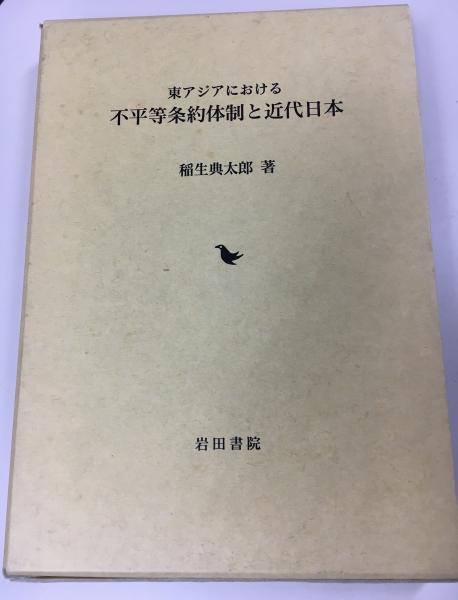 東アジアにおける
不平等条約体制と近代日本
稲生典太郎 著
岩田書院